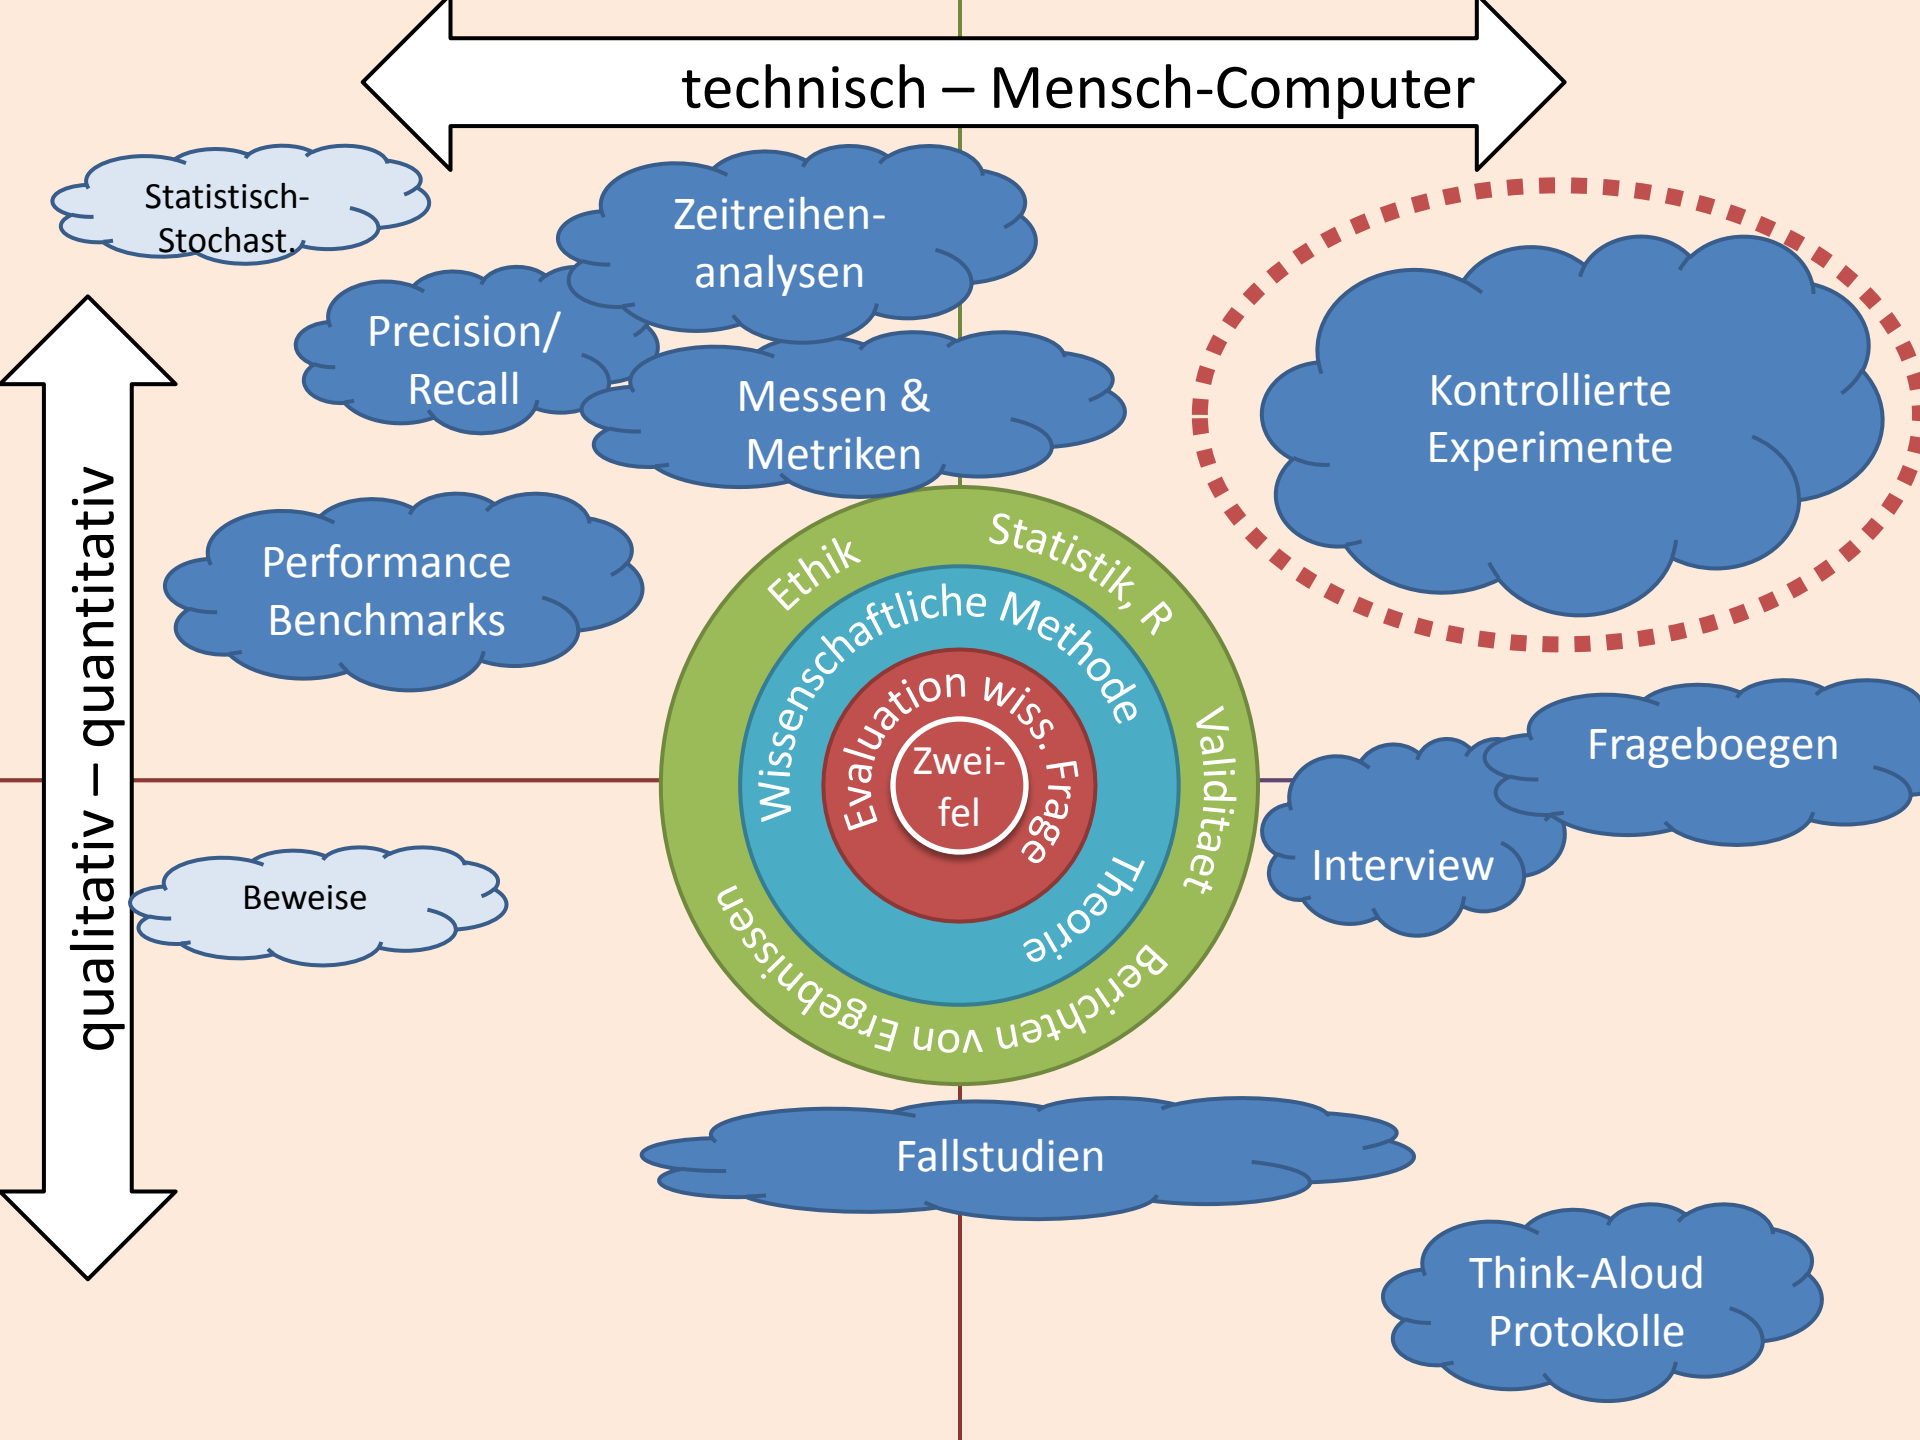 technisch – Mensch-Computer
Statistisch-
Stochast.
Zeitreihen-
analysen
Precision/
Recall
Messen &
Metriken
Kontrollierte
Experimente
qualitativ – quantitativ
Performance
Benchmarks
Ethik
Statistik, R
Validitaet
Berichten von Ergebnissen
Wissenschaftliche Methode
Theorie
Evaluation wiss. Frage
Zwei-
fel
Frageboegen
Interview
Beweise
Fallstudien
Think-Aloud
Protokolle